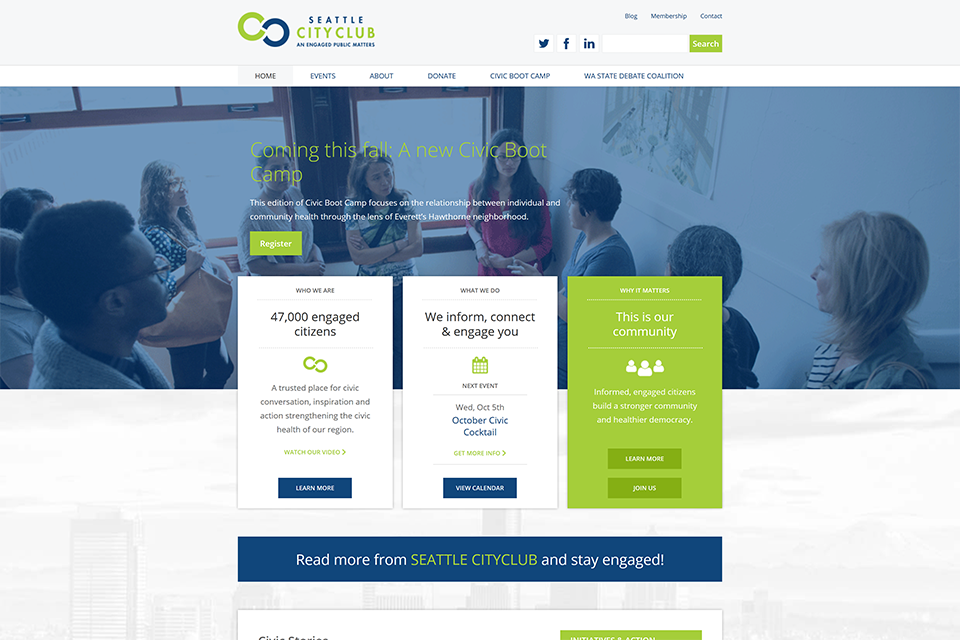 SEATTLE
CITYCLUB
AN ENGAGED PUBLIC MATTERS
Blog Membership Contact
Search
HOME EVENTS ABOUT DONATE CIVIC BOOT CAMP WA STATE DEBATE COALITION
Coming this fall: A new Civic Boot
Camp
This edition of Civic Boot Camp focuses on the relationship between individual and
community health through the lens of Everett's Hawthorne neighborhood.
Register
WHO WE ARE
47,000 engaged
citizens
A trusted place for civic
conversation, inspiration and
action strengthening the civic
health of our region.
WATCH OUR VIDEO
LEARN MORE
WHAT WE DO
We inform, connect
& engage you
NEXT EVENT
Wed, Oct 5th
October Civic
Cocktail
GET MORE INFO
VIEW CALENDAR
WHY IT MATTERS
This is our
community
Informed, engaged citizens
build a stronger community
and healthier democracy.
LEARN MORE
JOIN US
Read more from SEATTLE CITYCLUB and stay engaged!
Civic Stories
INITIATIVES & ACTION